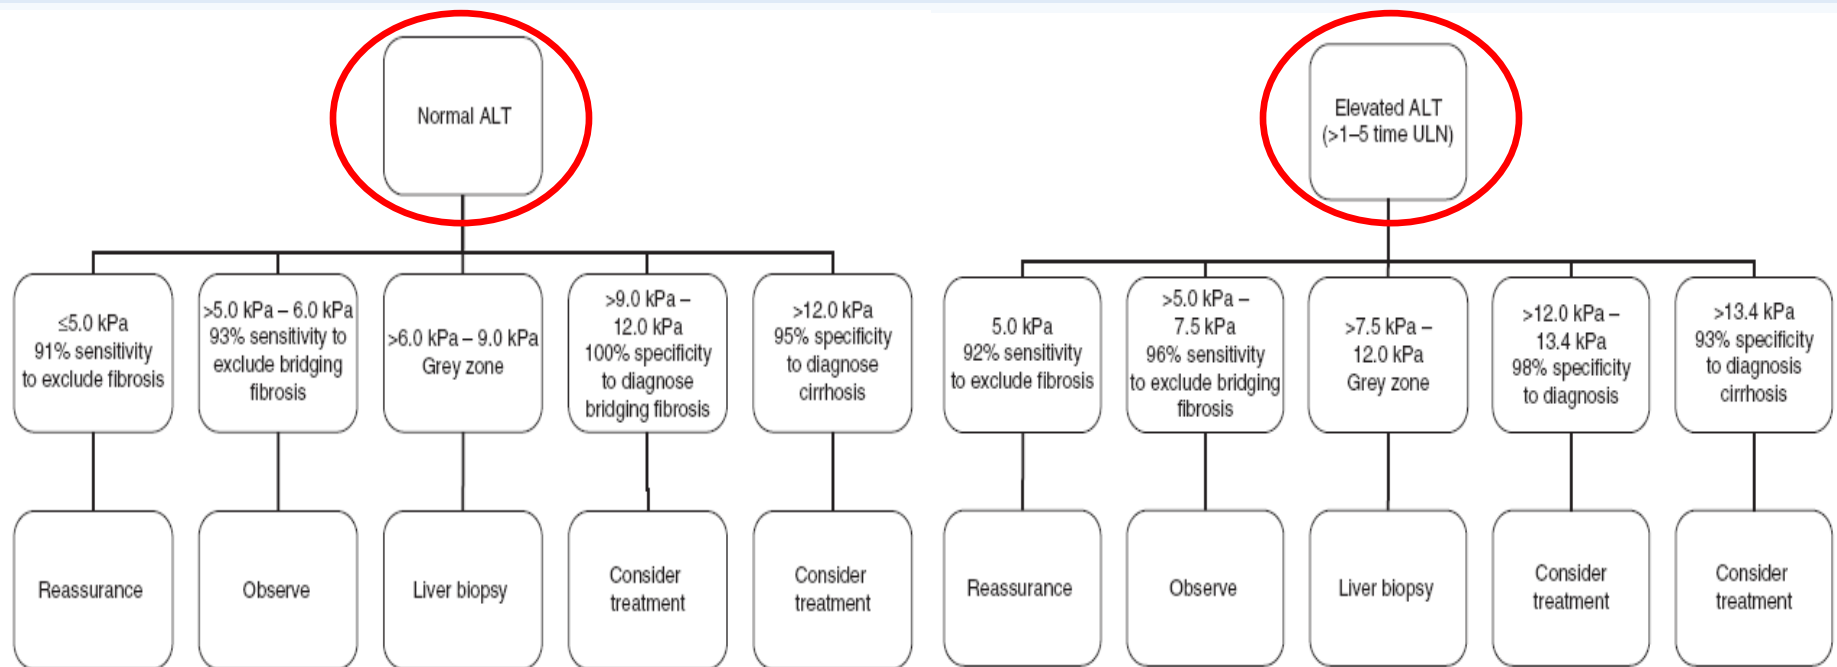 Normal ALT
≤5.0 kPa
91% sensitivity
to exclude fibrosis
>5.0 kPa – 6.0 kPa
93% sensitivity to
exclude bridging
fibrosis
>6.0 kPa – 9.0 kPa
Grey zone
>9.0 kPa –
12.0 kPa
100% specificity
to diagnose
bridging fibrosis
>12.0 kPa
95% specificity
to diagnose
cirrhosis
Reassurance
Observe
Liver biopsy
Consider
treatment
Consider
treatment
Elevated ALT
(>1–5 time ULN)
5.0 kPa
92% sensitivity
to exclude fibrosis
>5.0 kPa –
7.5 kPa
96% sensitivity
to exclude bridging
fibrosis
>7.5 kPa –
12.0 kPa
Grey zone
>12.0 kPa –
13.4 kPa
98% specificity
to diagnosis
>13.4 kPa
93% specificity
to diagnosis
cirrhosis
Reassurance
Observe
Liver biopsy
Consider
treatment
Consider
treatment